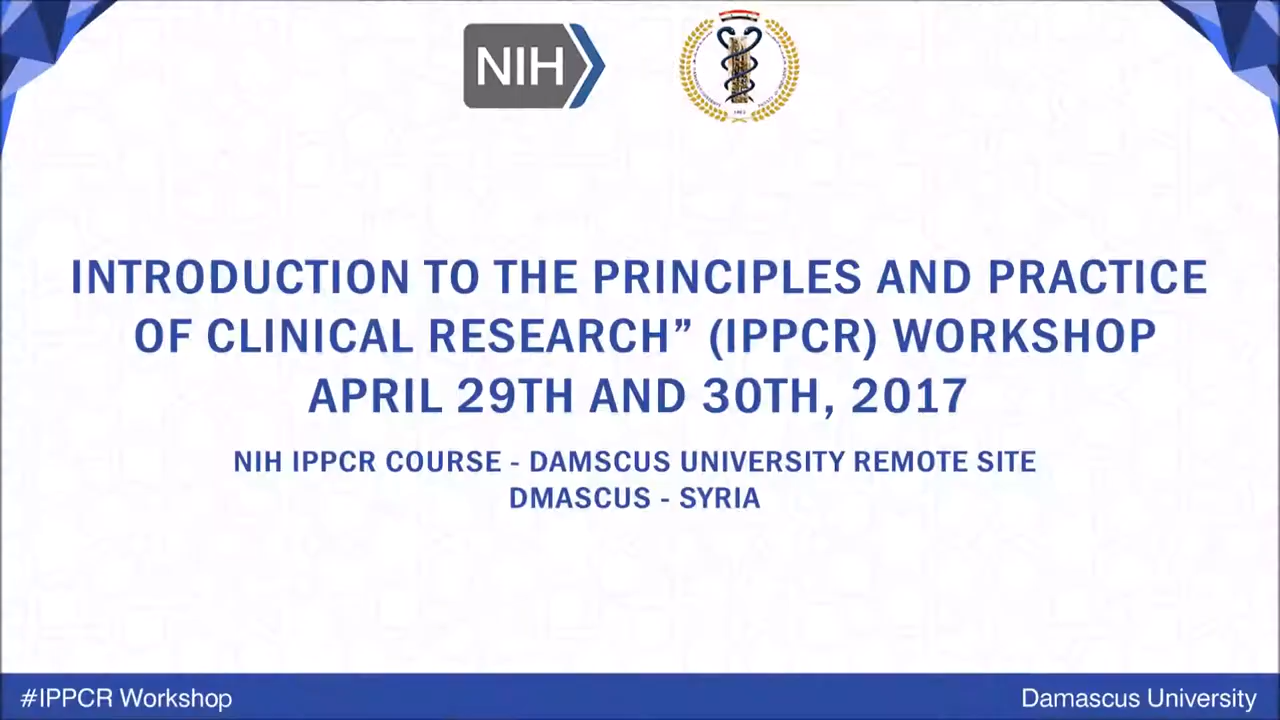 NIH
INTRODUCTION TO THE PRINCIPLES AND PRACTICE
OF CLINICAL RESEARCH” (IPPCR) WORKSHOP
APRIL 29TH AND 30TH, 2017
NIH IPPCR COURSE - DAMSCUS UNIVERSITY REMOTE SITE
DMASCUS - SYRIA
#IPPCR Workshop
Damascus University